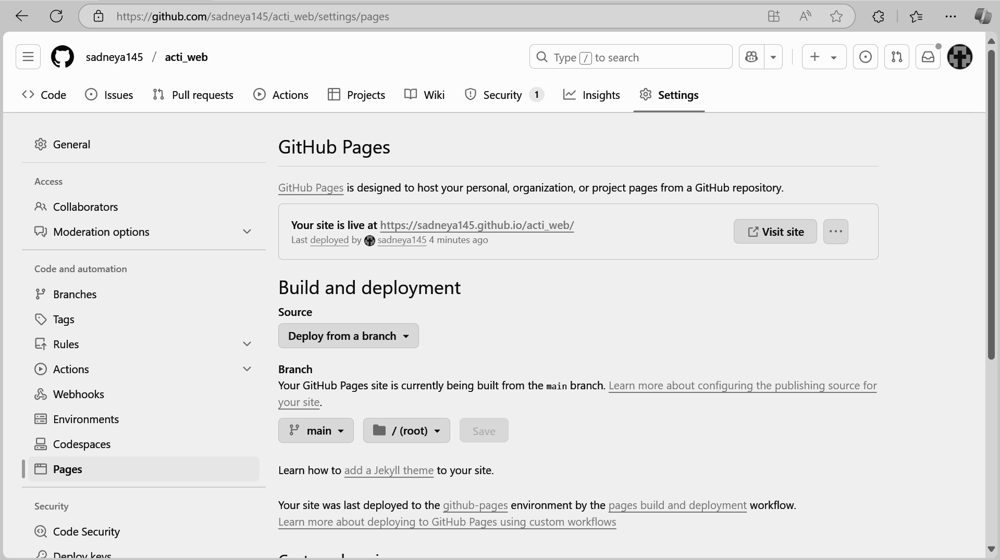 https://github.com/sadneya145/acti_web/settings/pages
sadneya145 / acti_web
Type / to search
Code
Issues
Pull requests
Actions
Projects
Wiki
Security 1
Insights
Settings
General
Access
Collaborators
Moderation options
Code and automation
Branches
Tags
Rules
Actions
Webhooks
Environments
Codespaces
Pages
Security
Code Security
Deploy keys
GitHub Pages
GitHub Pages is designed to host your personal, organization, or project pages from a GitHub repository.
Your site is live at https://sadneya145.github.io/acti_web/
Last deployed by sadneya145 4 minutes ago
Visit site
Build and deployment
Source
Deploy from a branch
Branch
Your GitHub Pages site is currently being built from the main branch. Learn more about configuring the publishing source for
your site.
main
/ (root)
Save
Learn how to add a Jekyll theme to your site.
Your site was last deployed to the github-pages environment by the pages build and deployment workflow.
Learn more about deploying to GitHub Pages using custom workflows